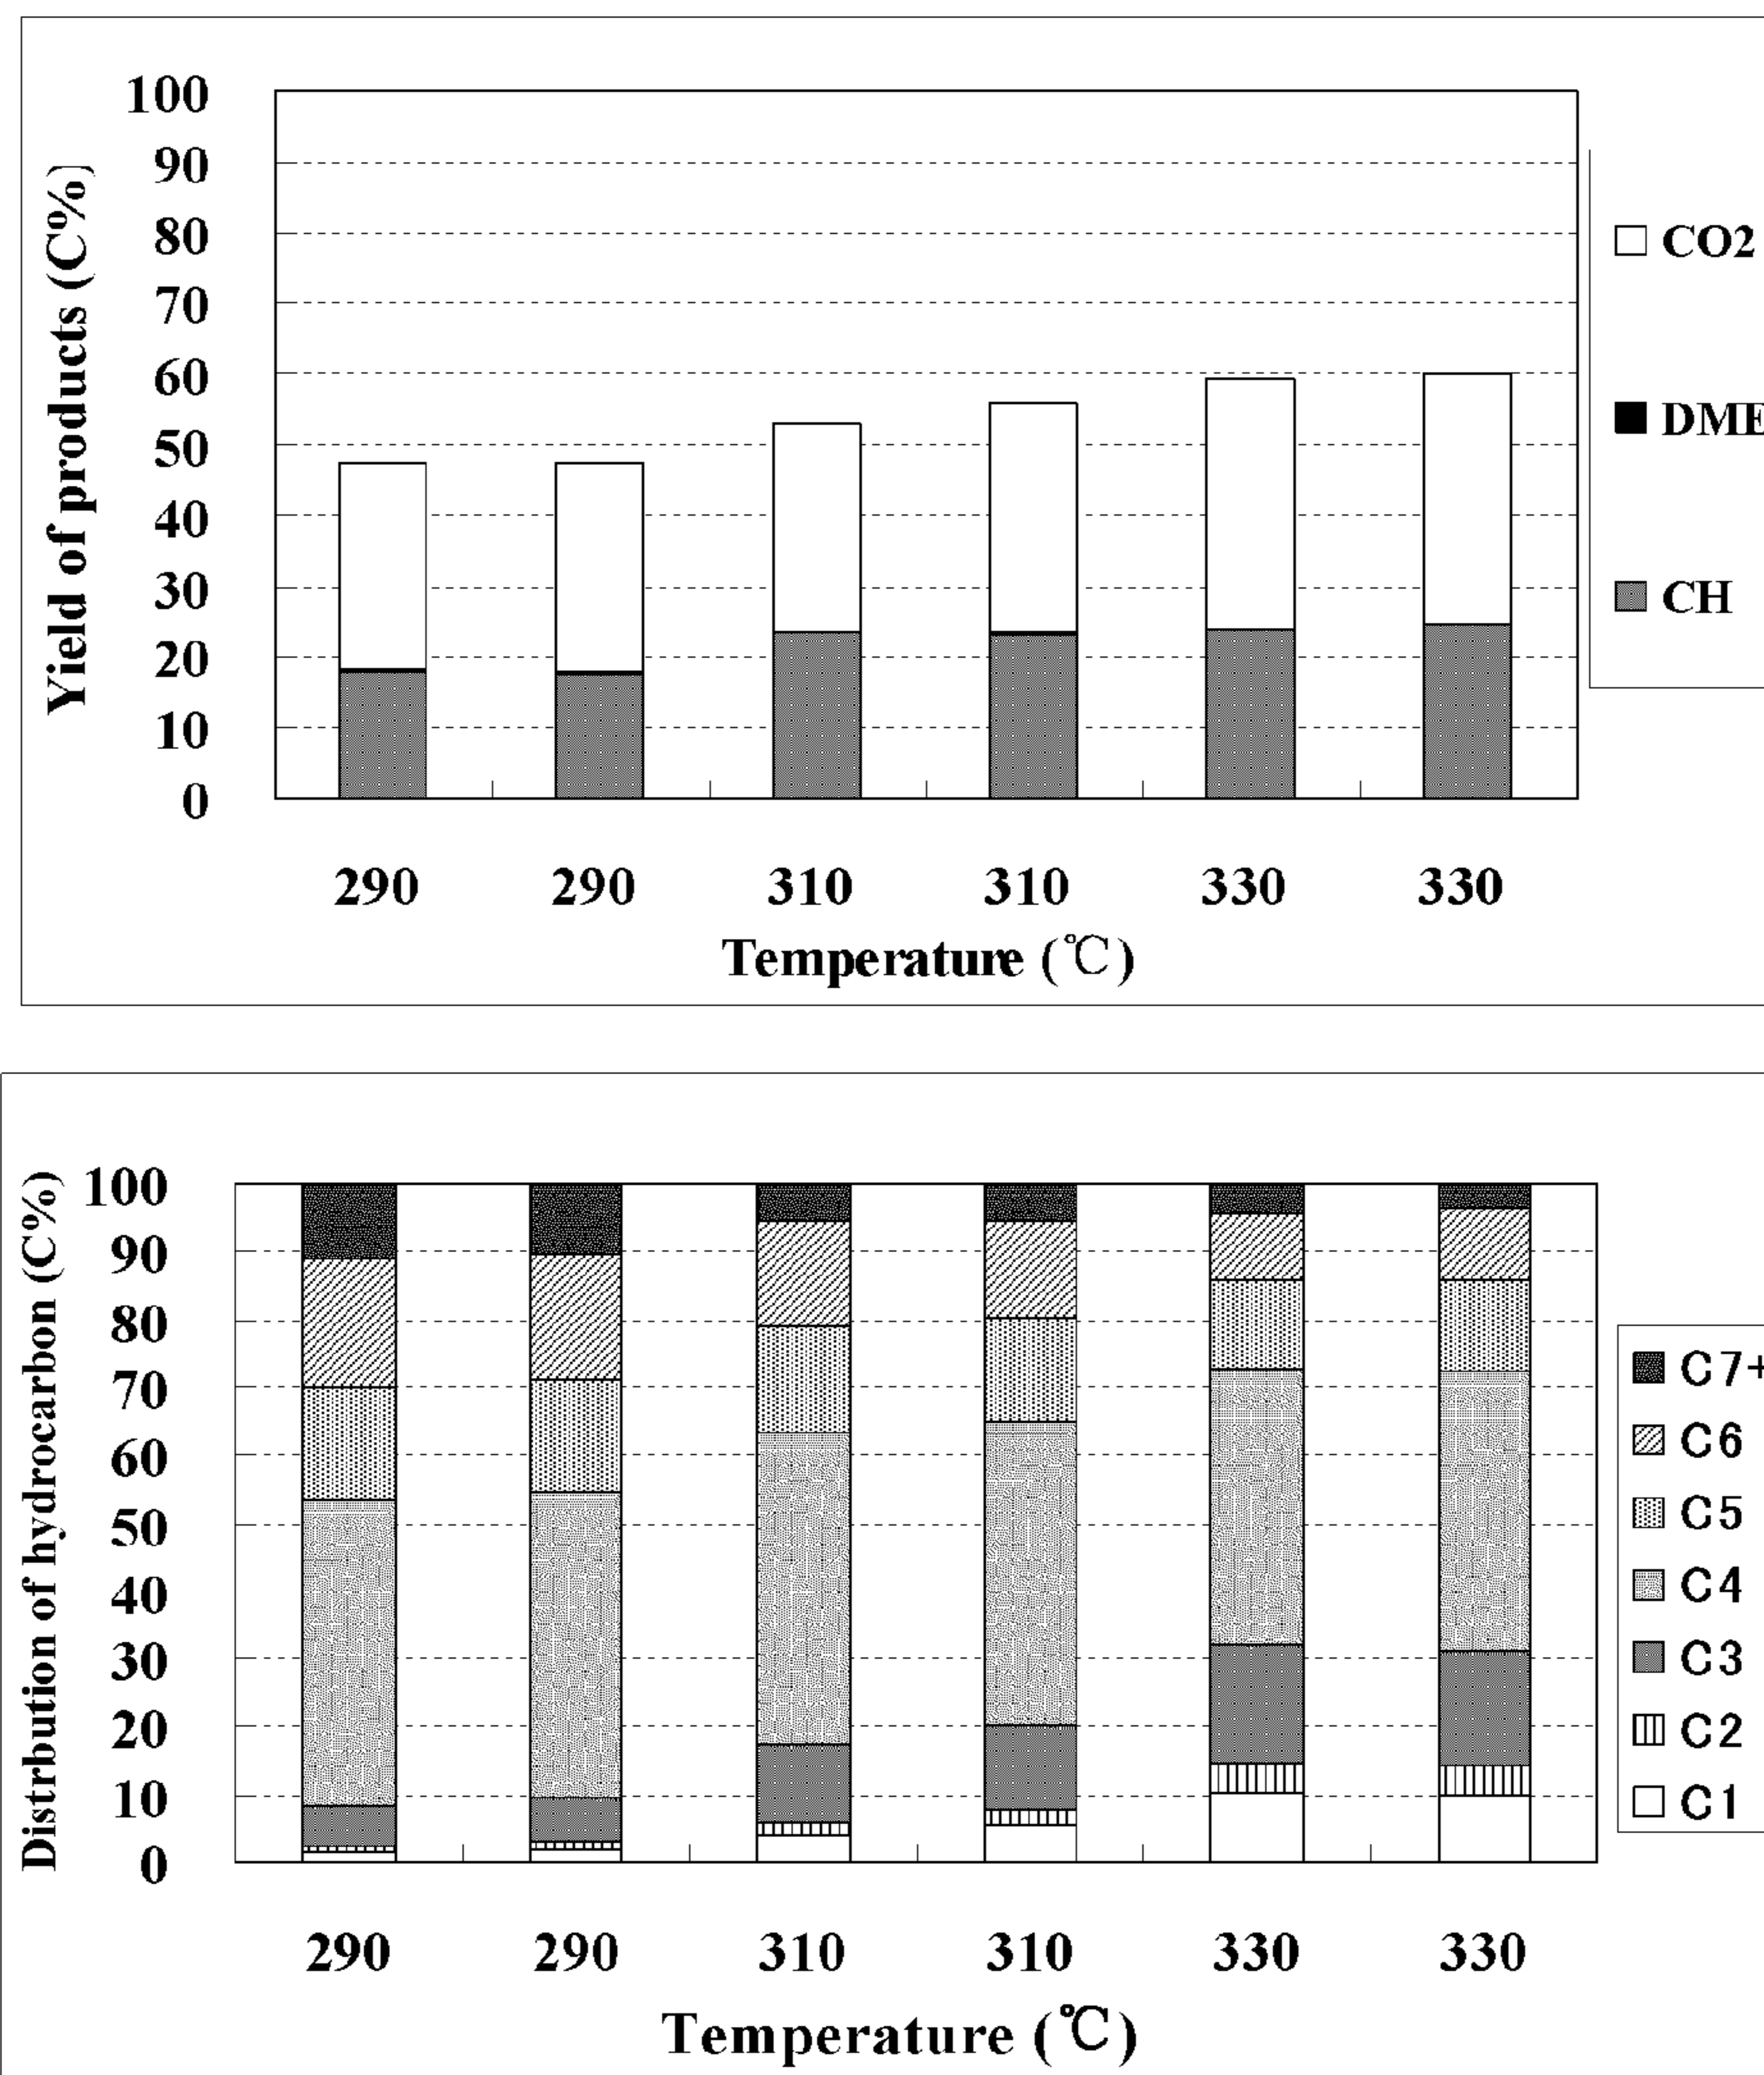 Yield of products (C%)
100
90
80
70
60
50
40
30
20
10
0
290 290 310 310 330 330
Temperature (℃)
CO2
DME
CH
Distrbution of hydrocarbon (C%)
100
90
80
70
60
50
40
30
20
10
0
290 290 310 310 330 330
Temperature (℃)
C7+
C6
C5
C4
C3
C2
C1